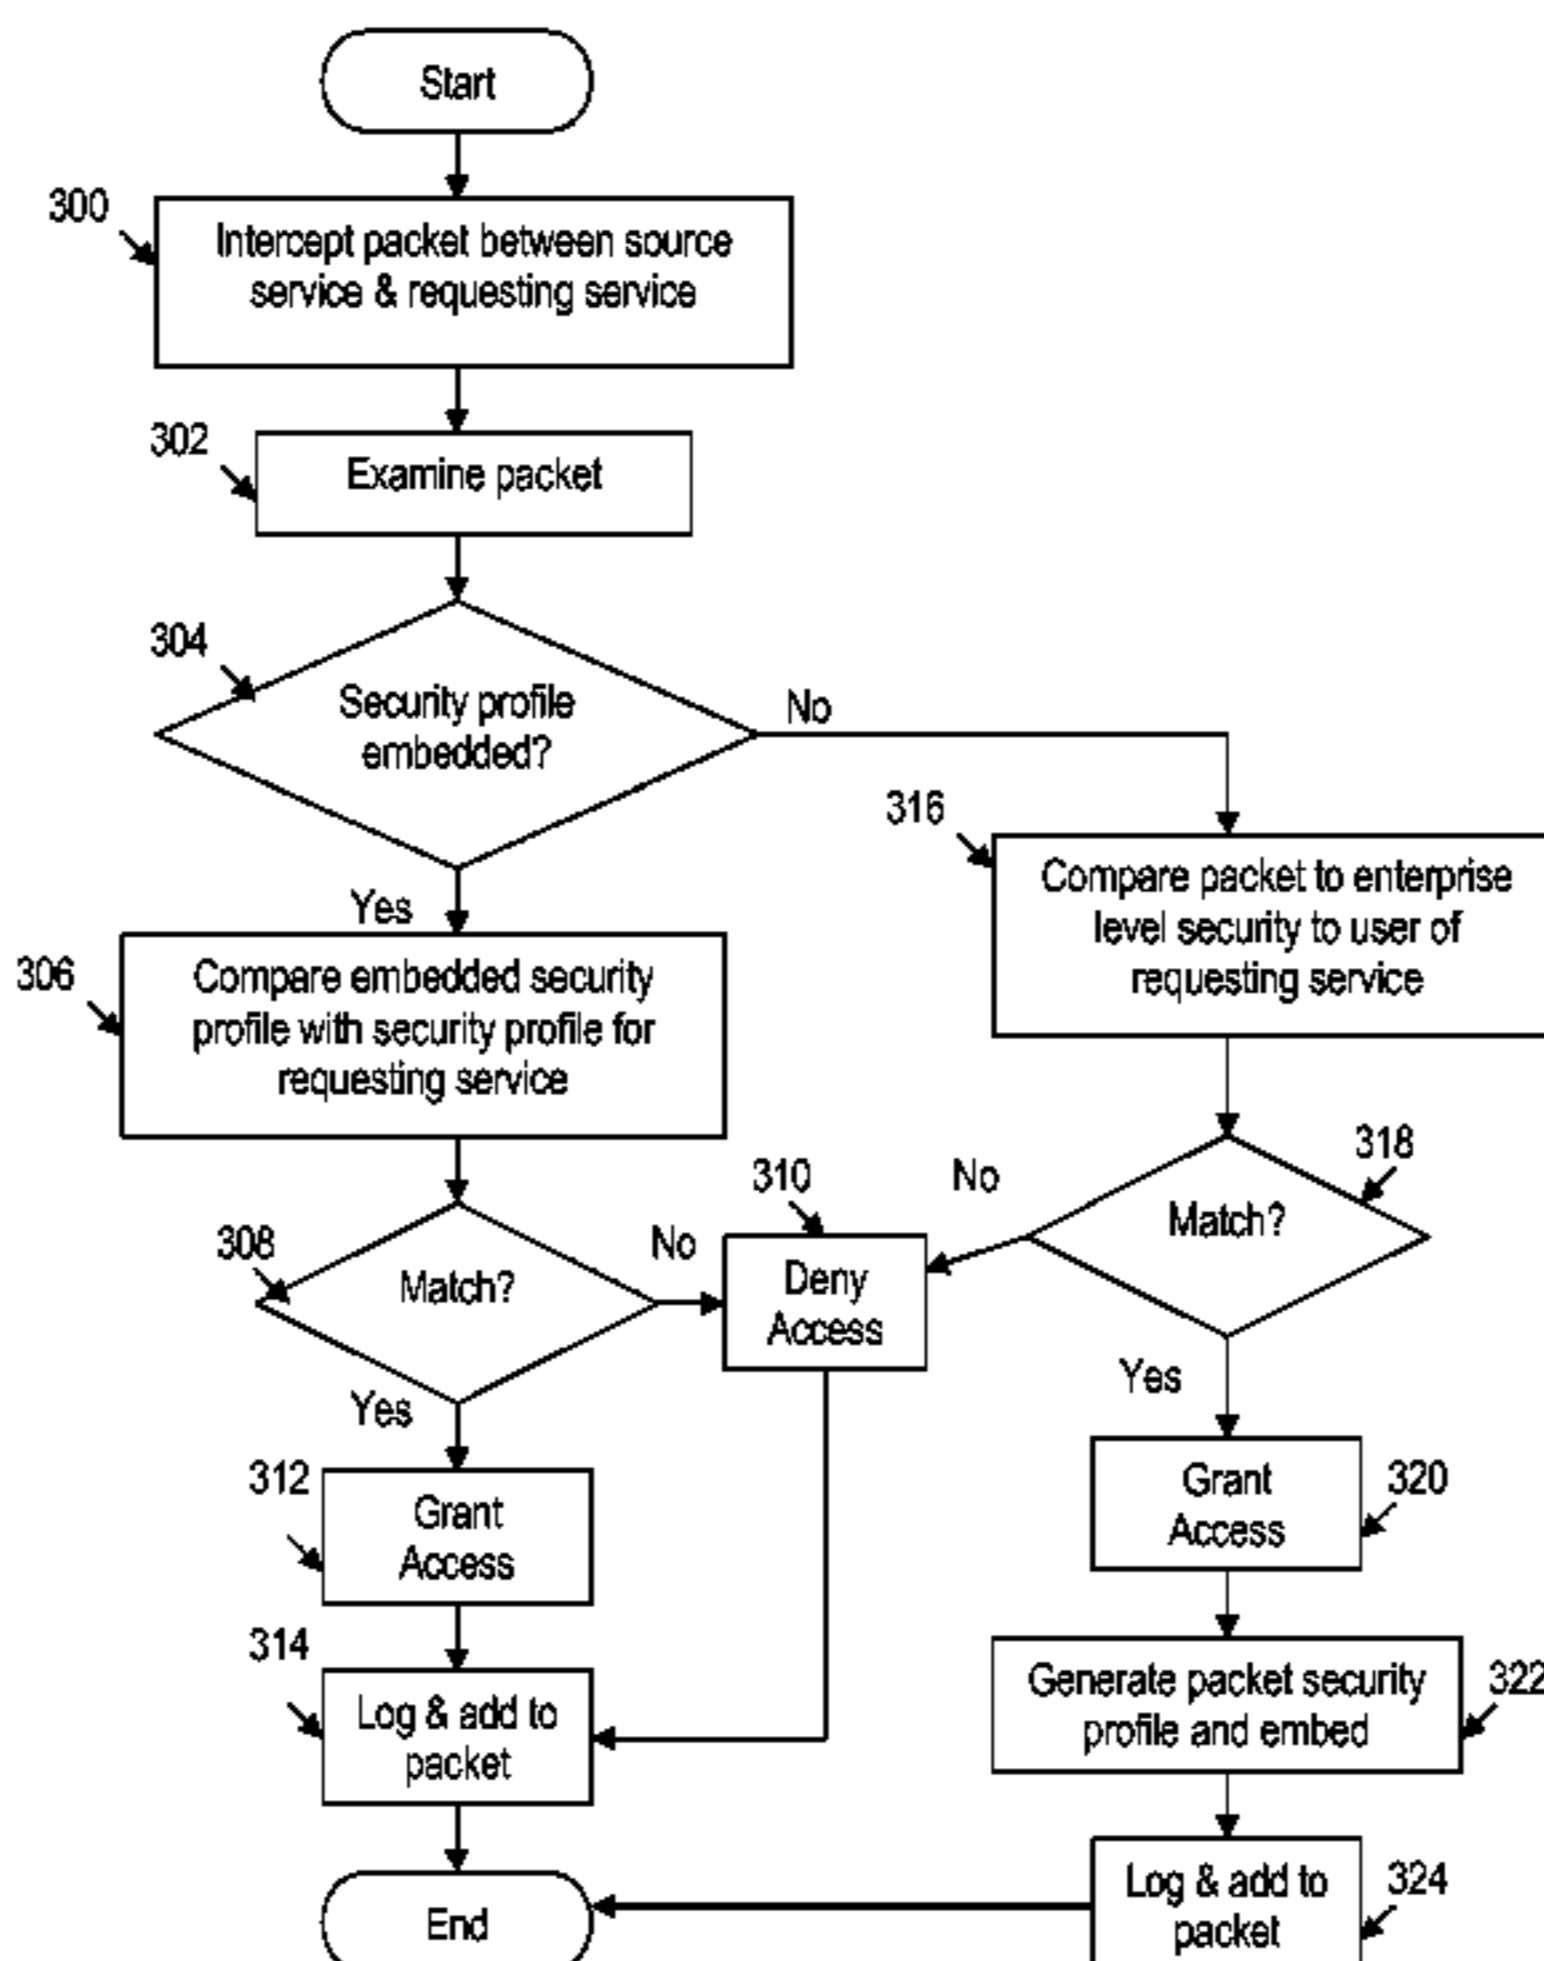 Start
300
Intercept packet between source
service & requesting service
302
Examine packet
304
Security profile
embedded?
No
Yes
316
Compare packet to enterprise
level security to user of
requesting service
306
Compare embedded security
profile with security profile for
requesting service
308
Match?
No
Yes
310
Deny
Access
No
318
Match?
Yes
312
Grant
Access
320
Grant
Access
314
Log & add to
packet
322
Generate packet security
profile and embed
324
Log & add to
packet
End